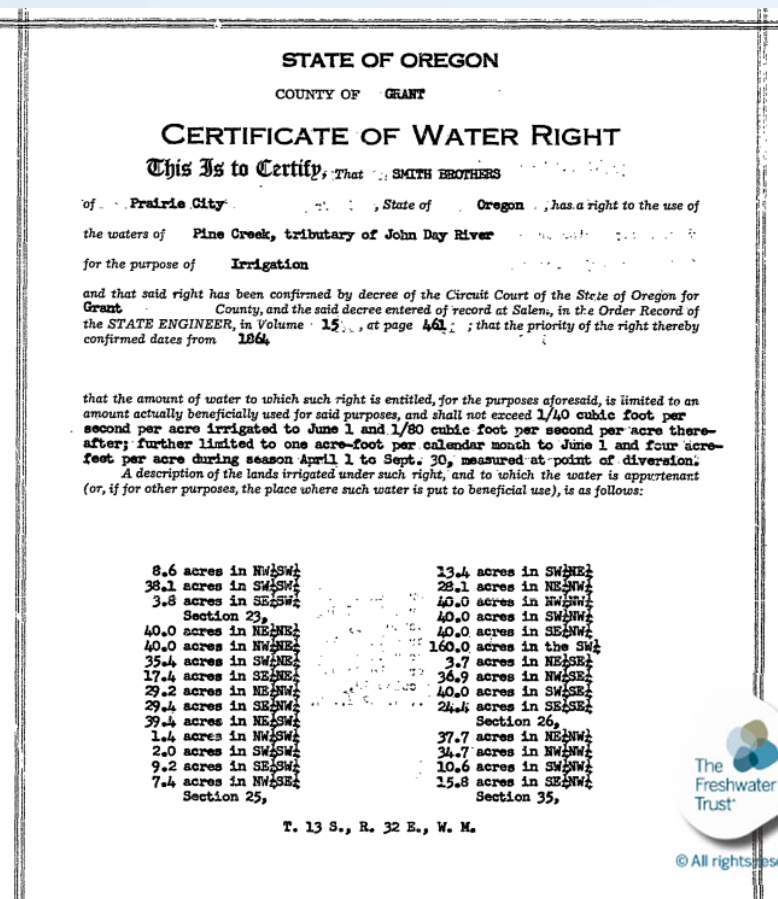 STATE OF OREGON
COUNTY OF GRANT
CERTIFICATE OF WATER RIGHT
This Is to Certify, That SMITH BROTHERS
of Prairie City , State of Oregon , has a right to the use of
the waters of Pine Creek, tributary of John Day River
for the purpose of Irrigation
and that said right has been confirmed by decree of the Circuit Court of the State of Oregon for
Grant County, and the said decree entered of record at Salem, in the Order Record of
the STATE ENGINEER, in Volume 15 , at page 461 ; that the priority of the right thereby
confirmed dates from 1864
that the amount of water to which such right is entitled, for the purposes aforesaid, is limited to an
amount actually beneficially used for said purposes, and shall not exceed 1/40 cubic foot per
second per acre irrigated to June 1 and 1/80 cubic foot per second per acre there-
after; further limited to one acre-foot per calendar month to June 1 and four acre-
feet per acre during season April 1 to Sept. 30, measured at point of diversion.
A description of the lands irrigated under such right, and to which the water is appurtenant
(or, if for other purposes, the place where such water is put to beneficial use), is as follows:
8.6 acres in NW¼SW¼
38.1 acres in SW¼SW¼
3.8 acres in SE¼SW¼
Section 23,
40.0 acres in NE¼NE¼
40.0 acres in NW¼NE¼
35.4 acres in SW¼NE¼
17.4 acres in SE¼NE¼
29.2 acres in NE¼NW¼
29.4 acres in SE¼NW¼
39.4 acres in NE¼SW¼
1.4 acres in NW¼SW¼
2.0 acres in SW¼SW¼
9.2 acres in SE¼SW¼
7.4 acres in NW¼SE¼
Section 25,
13.4 acres in SW¼NE¼
28.1 acres in NE¼NW¼
40.0 acres in NW¼NW¼
40.0 acres in SW¼NW¼
40.0 acres in SE¼NW¼
160.0 acres in the SW¼
3.7 acres in NE¼SE¼
36.9 acres in NW¼SE¼
40.0 acres in SW¼SE¼
24.4 acres in SE¼SE¼
Section 26,
37.7 acres in NE¼NW¼
34.7 acres in NW¼NW¼
10.6 acres in SW¼NW¼
15.8 acres in SE¼NW¼
Section 35,
T. 13 S., R. 32 E., W. M.
The
Freshwater
Trust
© All rights